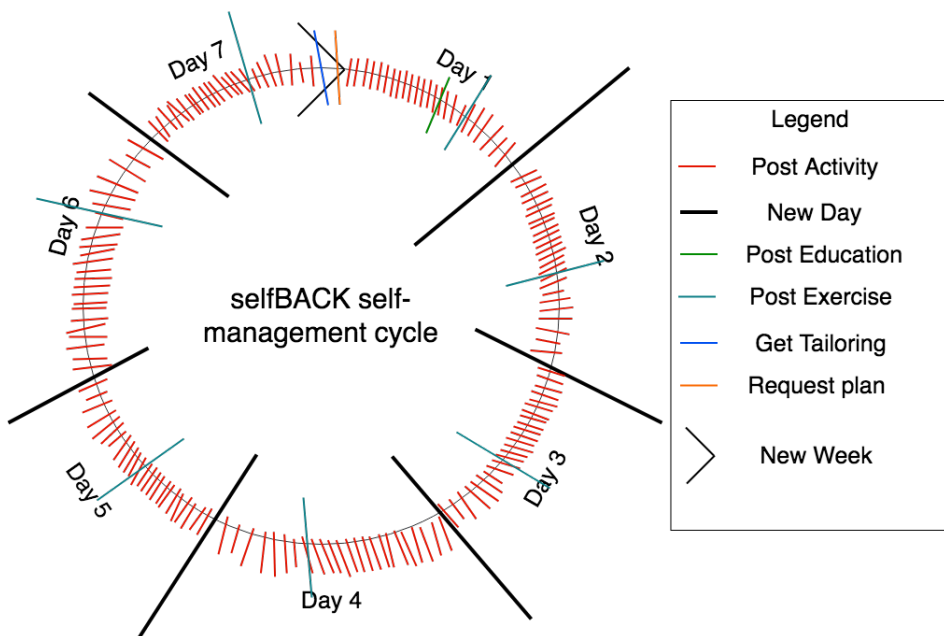 Day 1
Day 2
Day 3
Day 4
Day 5
Day 6
Day 7
selfBACK self-
management cycle
Legend
Post Activity
New Day
Post Education
Post Exercise
Get Tailoring
Request plan
New Week